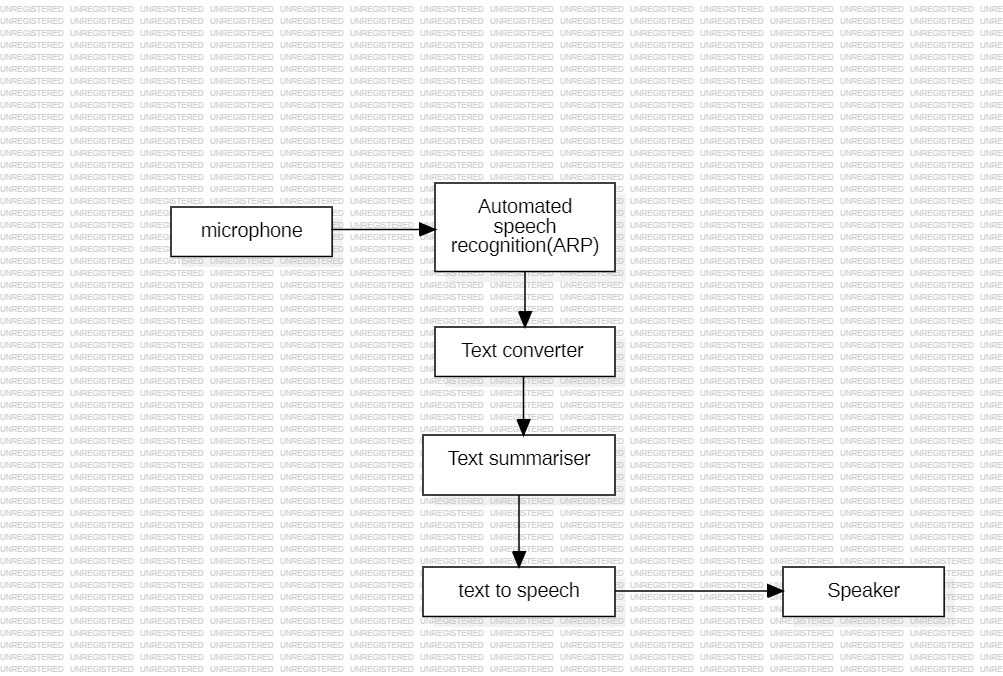 UNREGISTERED
microphone
Automated
speech
recognition(ARP)
Text converter
Text summariser
text to speech
Speaker